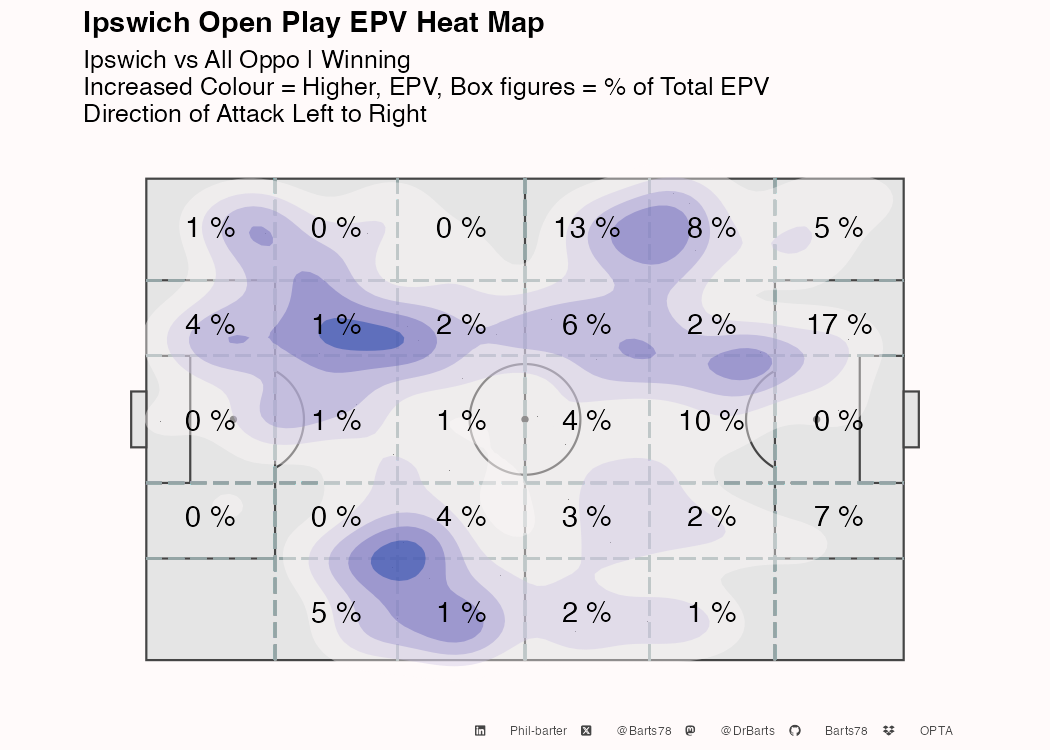 Ipswich Open Play EPV Heat Map
Ipswich vs All Oppo | Winning
Increased Colour = Higher, EPV, Box figures = % of Total EPV
Direction of Attack Left to Right
1 % 0 % 0 % 13 % 8 % 5 %
4 % 1 % 2 % 6 % 2 % 17 %
0 % 1 % 1 % 4 % 10 % 0 %
0 % 0 % 4 % 3 % 2 % 7 %
5 % 1 % 2 % 1 %
Phil-barter @Barts78 @DrBarts Barts78 OPTA